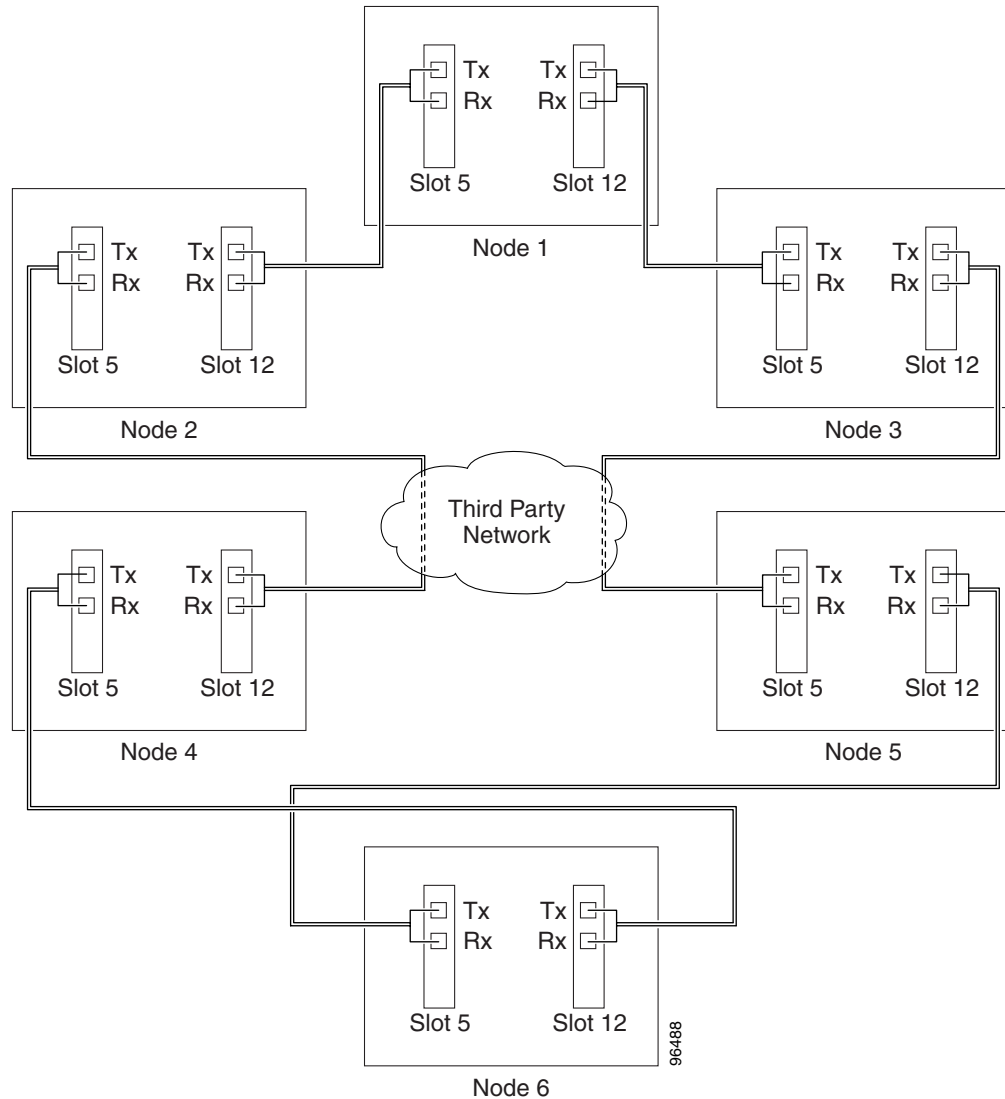 Tx Tx
Rx Rx
Slot 5 Slot 12
Node 1
Tx Tx
Rx Rx
Slot 5 Slot 12
Node 2
Tx Tx
Rx Rx
Slot 5 Slot 12
Node 3
Third Party
Network
Tx Tx
Rx Rx
Slot 5 Slot 12
Node 4
Tx Tx
Rx Rx
Slot 5 Slot 12
Node 5
Tx Tx
Rx Rx
Slot 5 Slot 12
96488
Node 6